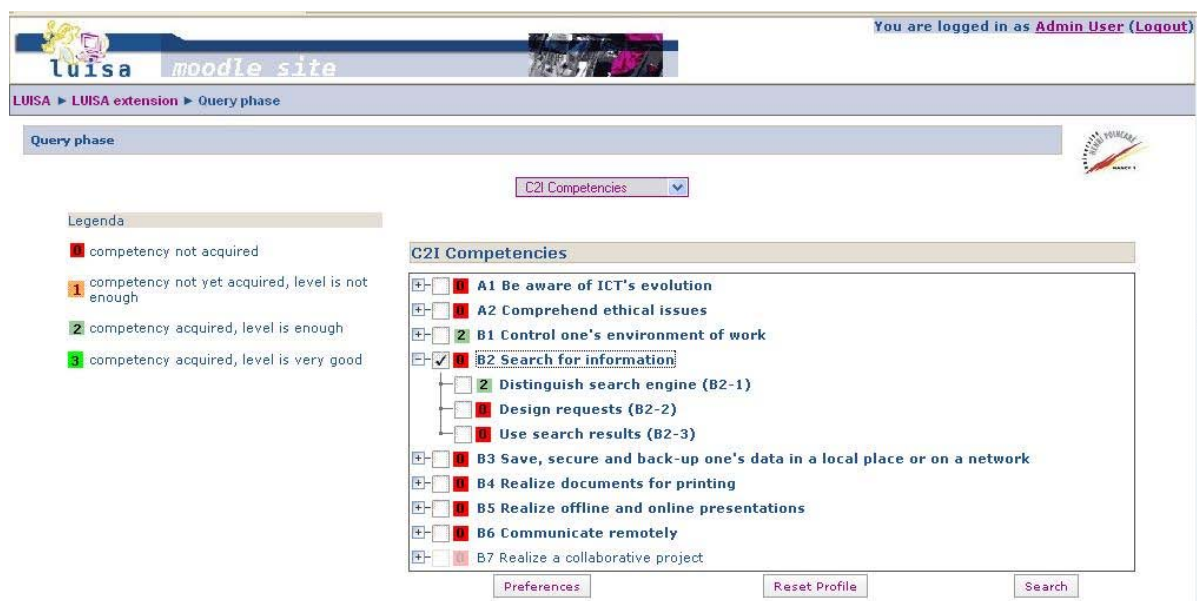 You are logged in as Admin User (Logout)
luisa moodle site
LUISA ► LUISA extension ► Query phase
Query phase
UNIVERSITÉ HENRI POINCARÉ
NANCY 1
C2I Competencies
Legenda
0 competency not acquired
1 competency not yet acquired, level is not
enough
2 competency acquired, level is enough
3 competency acquired, level is very good
C2I Competencies
0 A1 Be aware of ICT's evolution
0 A2 Comprehend ethical issues
2 B1 Control one's environment of work
0 B2 Search for information
2 Distinguish search engine (B2-1)
0 Design requests (B2-2)
0 Use search results (B2-3)
0 B3 Save, secure and back-up one's data in a local place or on a network
0 B4 Realize documents for printing
0 B5 Realize offline and online presentations
0 B6 Communicate remotely
0 B7 Realize a collaborative project
Preferences Reset Profile Search